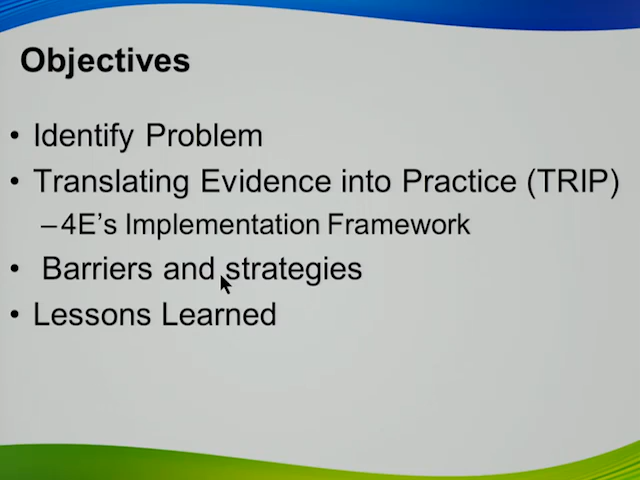 Objectives
• Identify Problem
• Translating Evidence into Practice (TRIP)
–4E's Implementation Framework
• Barriers and strategies
• Lessons Learned